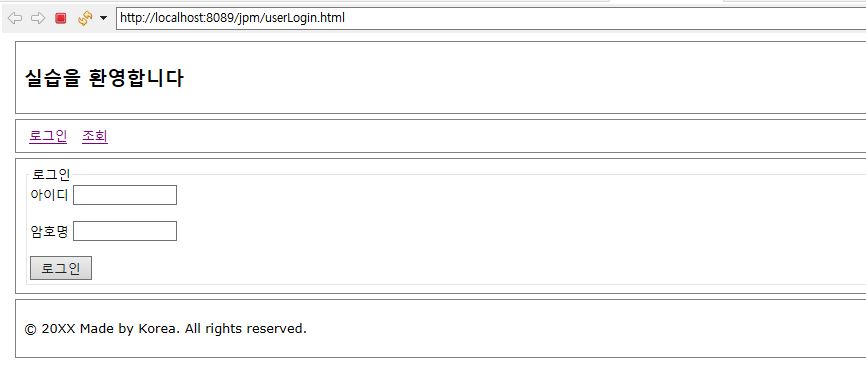 http://localhost:8089/jpm/userLogin.html
실습을 환영합니다
로그인 조회
로그인
아이디
암호명
로그인
© 20XX Made by Korea. All rights reserved.